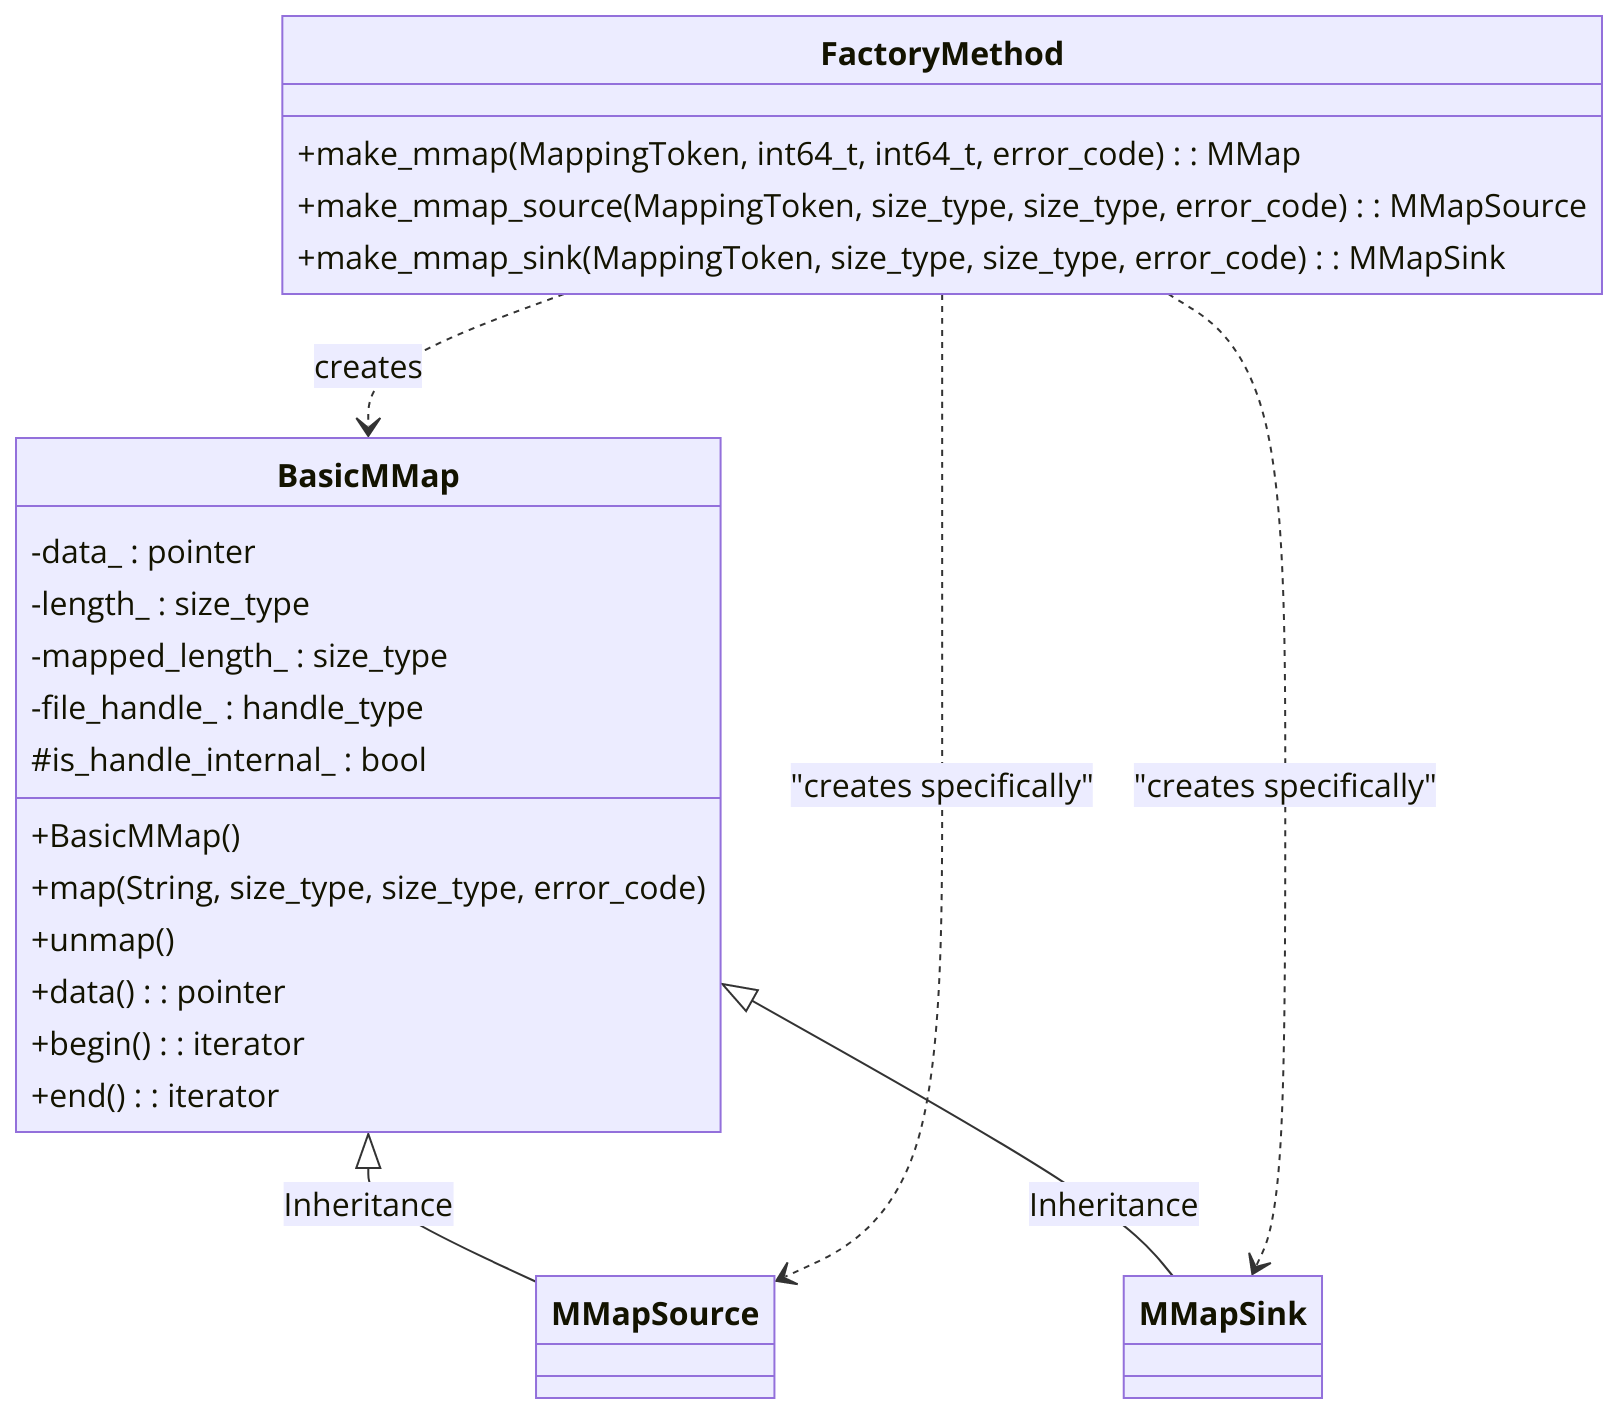 FactoryMethod
+make_mmap(MappingToken, int64_t, int64_t, error_code) : : MMap
+make_mmap_source(MappingToken, size_type, size_type, error_code) : : MMapSource
+make_mmap_sink(MappingToken, size_type, size_type, error_code) : : MMapSink
creates
BasicMMap
-data_ : pointer
-length_ : size_type
-mapped_length_ : size_type
-file_handle_ : handle_type
#is_handle_internal_ : bool
+BasicMMap()
+map(String, size_type, size_type, error_code)
+unmap()
+data() : : pointer
+begin() : : iterator
+end() : : iterator
"creates specifically"
"creates specifically"
Inheritance
Inheritance
MMapSource
MMapSink